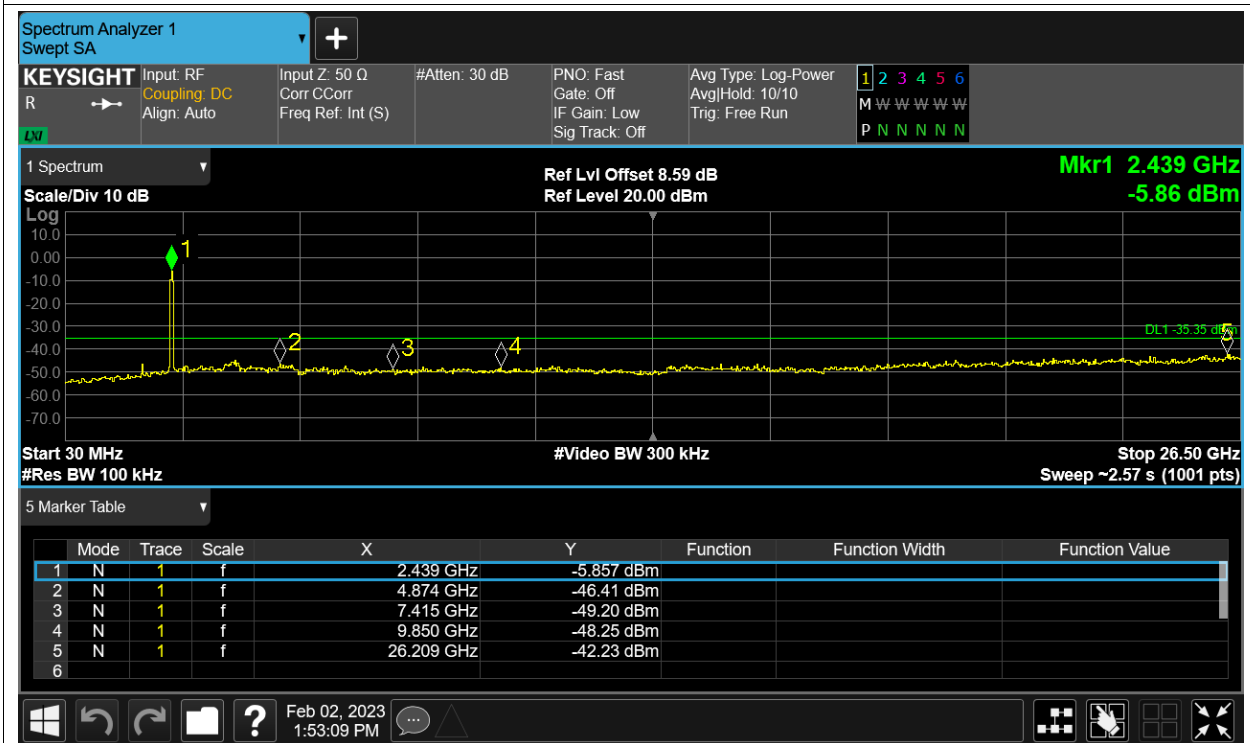 Spectrum Analyzer 1
Swept SA
+
KEYSIGHT
R
LXI
Input: RF
Coupling: DC
Align: Auto
Input Z: 50 Ω
Corr CCorr
Freq Ref: Int (S)
#Atten: 30 dB
PNO: Fast
Gate: Off
IF Gain: Low
Sig Track: Off
Avg Type: Log-Power
Avg|Hold: 10/10
Trig: Free Run
1 2 3 4 5 6
M W W W W W
P N N N N N
1 Spectrum
Scale/Div 10 dB
Ref Lvl Offset 8.59 dB
Ref Level 20.00 dBm
Mkr1 2.439 GHz
-5.86 dBm
Log
10.0
0.00
-10.0
-20.0
-30.0
-40.0
-50.0
-60.0
-70.0
1
2
3
4
5
DL1 -35.35 dBm
Start 30 MHz
#Res BW 100 kHz
#Video BW 300 kHz
Stop 26.50 GHz
Sweep ~2.57 s (1001 pts)
5 Marker Table
Mode Trace Scale X Y Function Function Width Function Value
1 N 1 f 2.439 GHz -5.857 dBm
2 N 1 f 4.874 GHz -46.41 dBm
3 N 1 f 7.415 GHz -49.20 dBm
4 N 1 f 9.850 GHz -48.25 dBm
5 N 1 f 26.209 GHz -42.23 dBm
6
?
Feb 02, 2023
1:53:09 PM